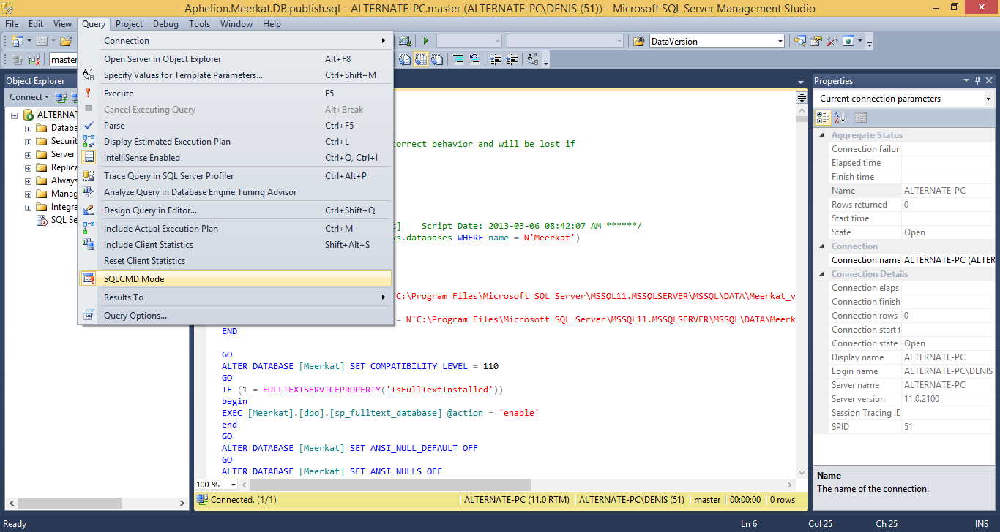 Aphelion.Meerkat.DB.publish.sql - ALTERNATE-PC.master (ALTERNATE-PC\DENIS (51)) - Microsoft SQL Server Management Studio
File Edit View Query Project Debug Tools Window Help
DataVersion
master
Object Explorer
Connect
ALTERNAT
Databa
Securit
Server
Replica
Always
Manag
Integra
SQL Se
Connection
Open Server in Object Explorer Alt+F8
Specify Values for Template Parameters... Ctrl+Shift+M
Execute F5
Cancel Executing Query Alt+Break
Parse Ctrl+F5
Display Estimated Execution Plan Ctrl+L
IntelliSense Enabled Ctrl+Q, Ctrl+I
Trace Query in SQL Server Profiler Ctrl+Alt+P
Analyze Query in Database Engine Tuning Advisor
Design Query in Editor... Ctrl+Shift+Q
Include Actual Execution Plan Ctrl+M
Include Client Statistics Shift+Alt+S
Reset Client Statistics
SQLCMD Mode
Results To
Query Options...
orrect behavior and will be lost if
] Script Date: 2013-03-06 08:42:07 AM ******/
s.databases WHERE name = N'Meerkat')
C:\Program Files\Microsoft SQL Server\MSSQL11.MSSQLSERVER\MSSQL\DATA\Meerkat_v
= N'C:\Program Files\Microsoft SQL Server\MSSQL11.MSSQLSERVER\MSSQL\DATA\Meerk
END
GO
ALTER DATABASE [Meerkat] SET COMPATIBILITY_LEVEL = 110
GO
IF (1 = FULLTEXTSERVICEPROPERTY('IsFullTextInstalled'))
begin
EXEC [Meerkat].[dbo].[sp_fulltext_database] @action = 'enable'
end
GO
ALTER DATABASE [Meerkat] SET ANSI_NULL_DEFAULT OFF
GO
ALTER DATABASE [Meerkat] SET ANSI_NULLS OFF
100 %
Connected. (1/1) ALTERNATE-PC (11.0 RTM) ALTERNATE-PC\DENIS (51) master 00:00:00 0 rows
Properties
Current connection parameters
Aggregate Status
Connection failure
Elapsed time
Finish time
Name ALTERNATE-PC
Rows returned 0
Start time
State Open
Connection
Connection name ALTERNATE-PC (ALTER
Connection Details
Connection elapse
Connection finish
Connection rows 0
Connection start t
Connection state Open
Display name ALTERNATE-PC
Login name ALTERNATE-PC\DENIS
Server name ALTERNATE-PC
Server version 11.0.2100
Session Tracing ID
SPID 51
Name
The name of the connection.
Ready Ln 6 Col 25 Ch 25 INS